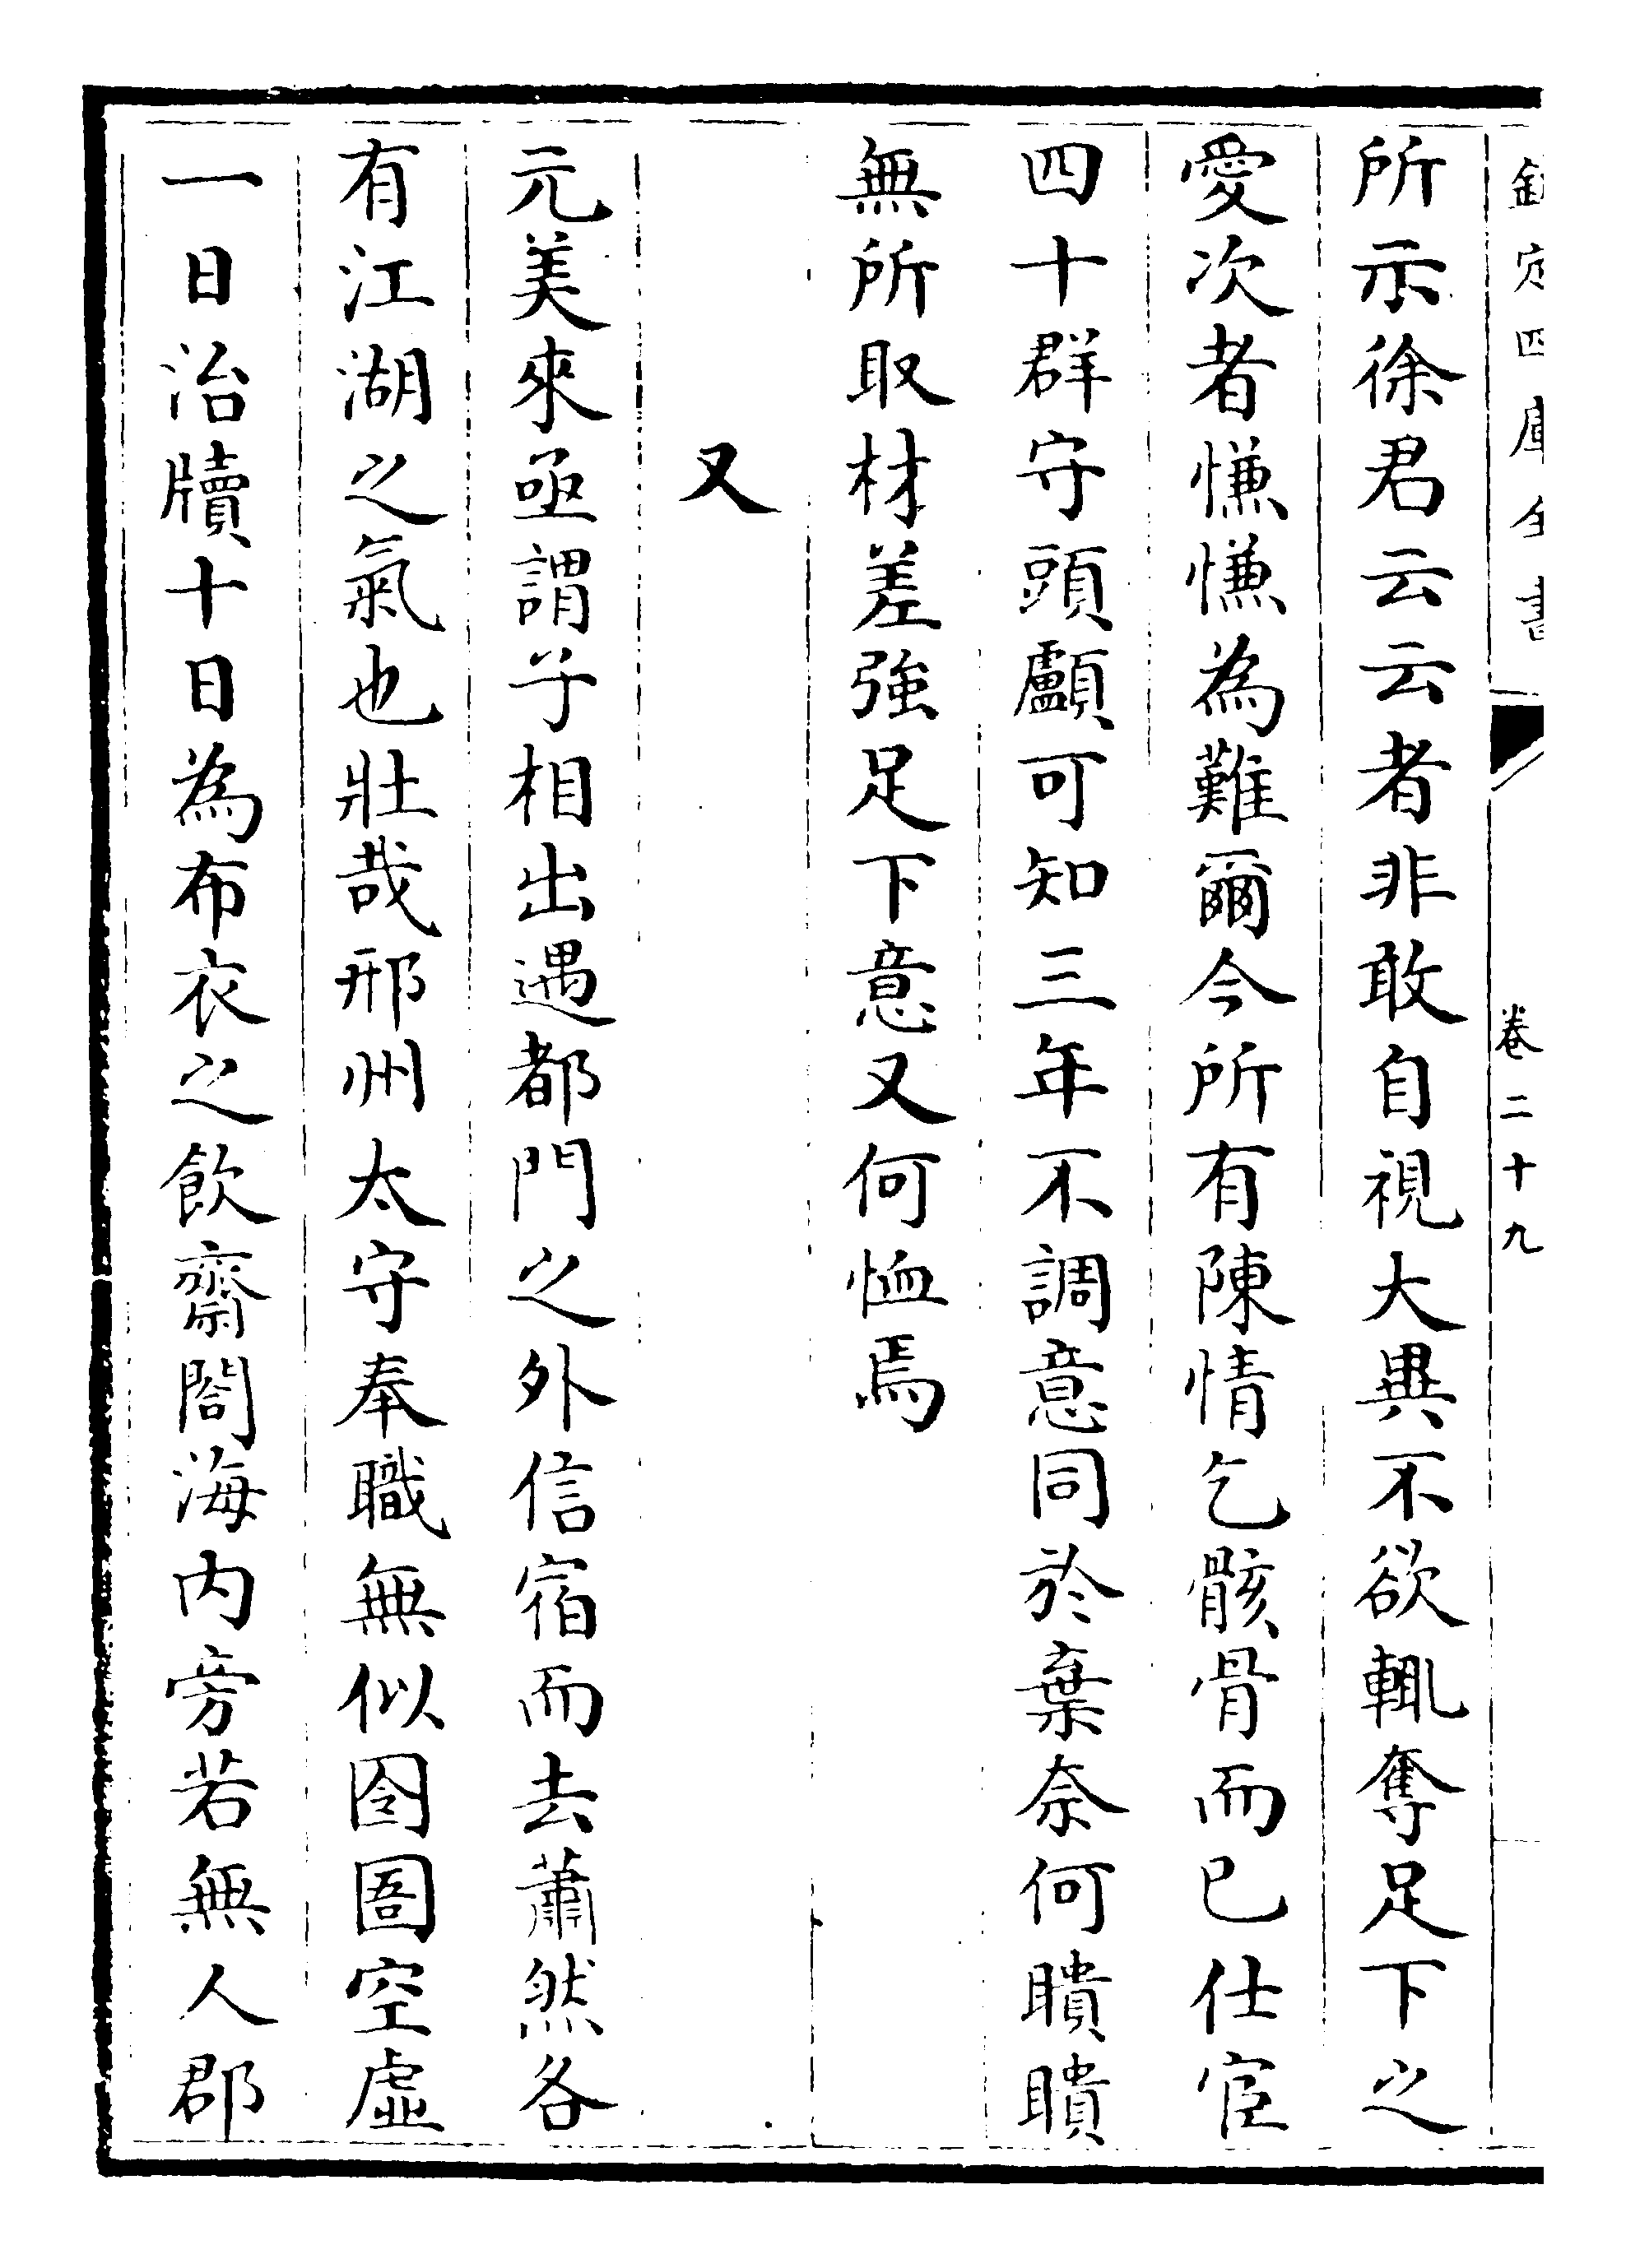 欽定四庫全書 卷二十九
所示徐君云云者非敢自視大異不欲輒奪足下之
愛次者慊慊為難爾今所有陳情乞骸骨而已仕宦
四十群守頭顱可知三年不調意同於棄奈何瞶瞶
無所取材差強足下意又何恤焉
又
元美來亟謂予相出遇都門之外信宿而去蕭然各
有江湖之氣也壯哉邢州太守奉職無似囹圄空虛
一日治牘十日為布衣之飲齋閤海内旁若無人郡